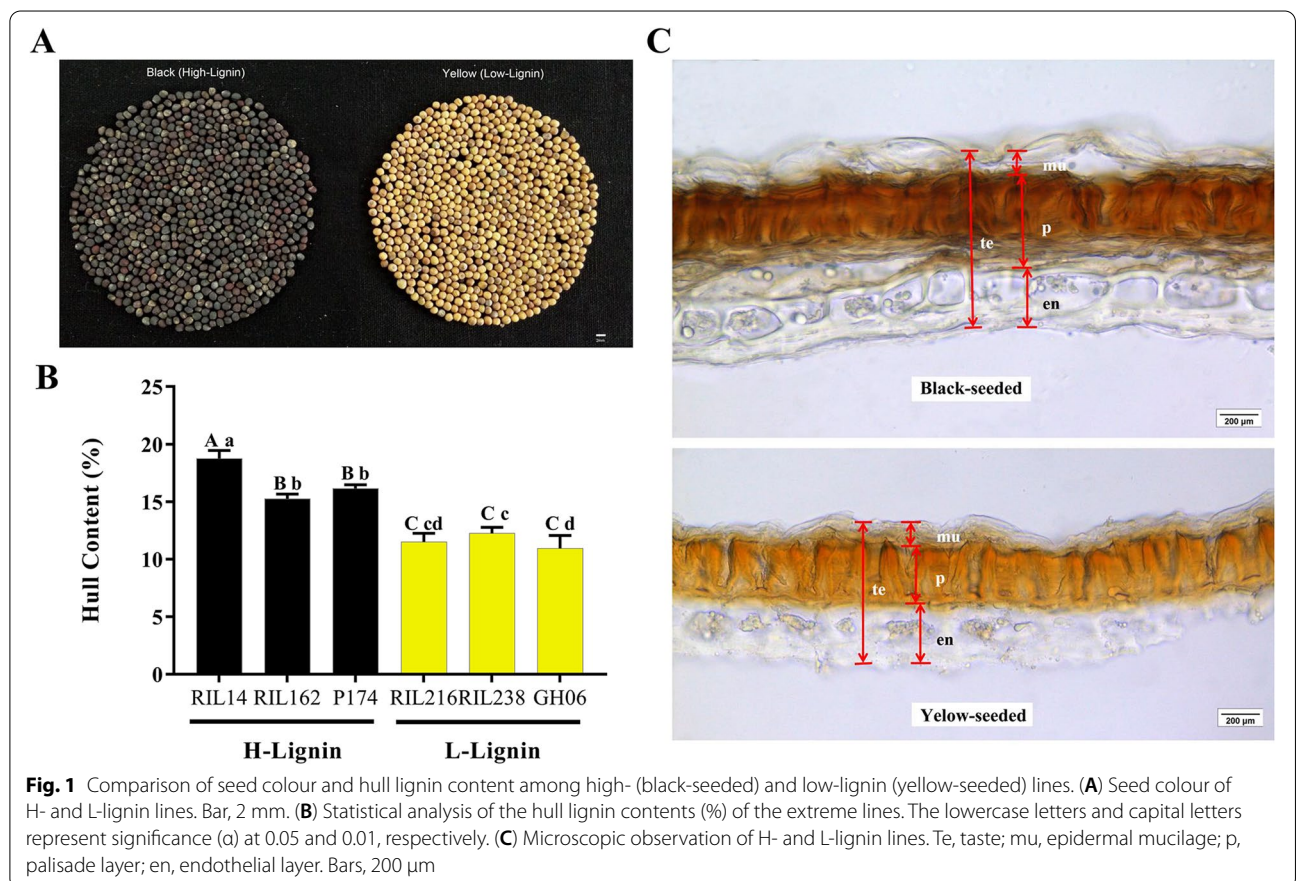 A
Black (High-Lignin)
Yellow (Low-Lignin)
B
Hull Content (%)
25
20
15
10
5
0
A a
B b
B b
C cd
C c
C d
RIL14 RIL162 P174 RIL216 RIL238 GH06
H-Lignin
L-Lignin
C
mu
p
te
en
Black-seeded
200 µm
mu
p
te
en
Yelow-seeded
200 µm
Fig. 1 Comparison of seed colour and hull lignin content among high- (black-seeded) and low-lignin (yellow-seeded) lines. (A) Seed colour of
H- and L-lignin lines. Bar, 2 mm. (B) Statistical analysis of the hull lignin contents (%) of the extreme lines. The lowercase letters and capital letters
represent significance (α) at 0.05 and 0.01, respectively. (C) Microscopic observation of H- and L-lignin lines. Te, taste; mu, epidermal mucilage; p,
palisade layer; en, endothelial layer. Bars, 200 µm